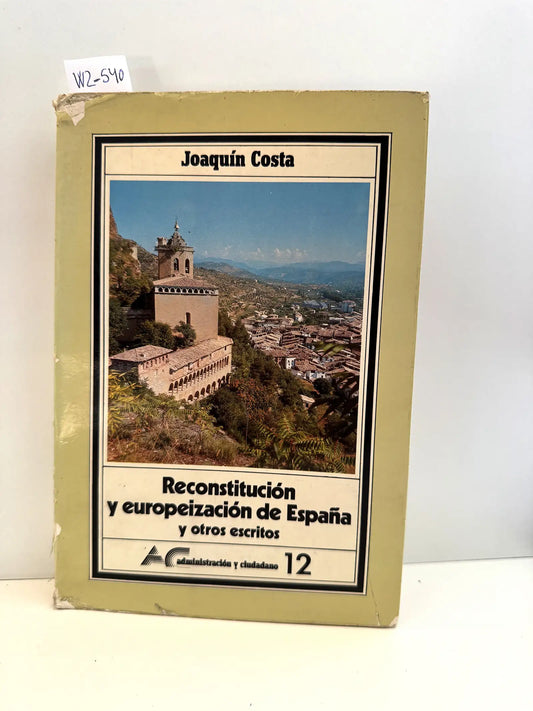 W2-540
Joaquín Costa
Reconstitución
y europeización de España
y otros escritos
AC administración y ciudadano 12